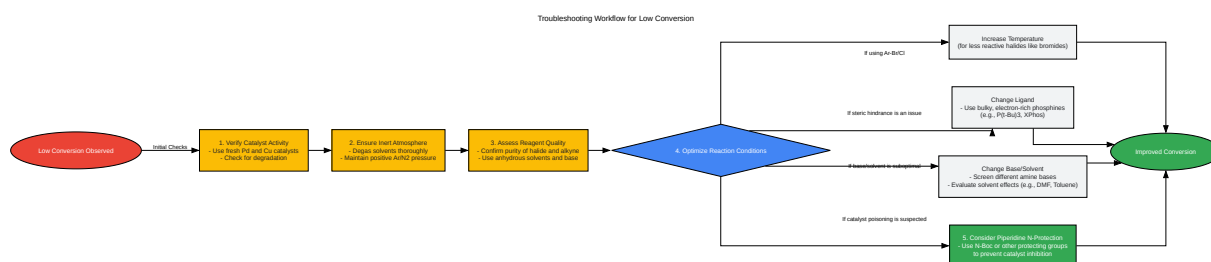 Troubleshooting Workflow for Low Conversion
Low Conversion Observed
Initial Checks
1. Verify Catalyst Activity
- Use fresh Pd and Cu catalysts
- Check for degradation
2. Ensure Inert Atmosphere
- Degas solvents thoroughly
- Maintain positive Ar/N2 pressure
3. Assess Reagent Quality
- Confirm purity of halide and alkyne
- Use anhydrous solvents and base
4. Optimize Reaction Conditions
If using Ar-Br/Cl
Increase Temperature
(for less reactive halides like bromides)
If steric hindrance is an issue
Change Ligand
- Use bulky, electron-rich phosphines
(e.g., P(t-Bu)3, XPhos)
If base/solvent is suboptimal
Change Base/Solvent
- Screen different amine bases
- Evaluate solvent effects (e.g., DMF, Toluene)
If catalyst poisoning is suspected
5. Consider Piperidine N-Protection
- Use N-Boc or other protecting groups
to prevent catalyst inhibition
Improved Conversion